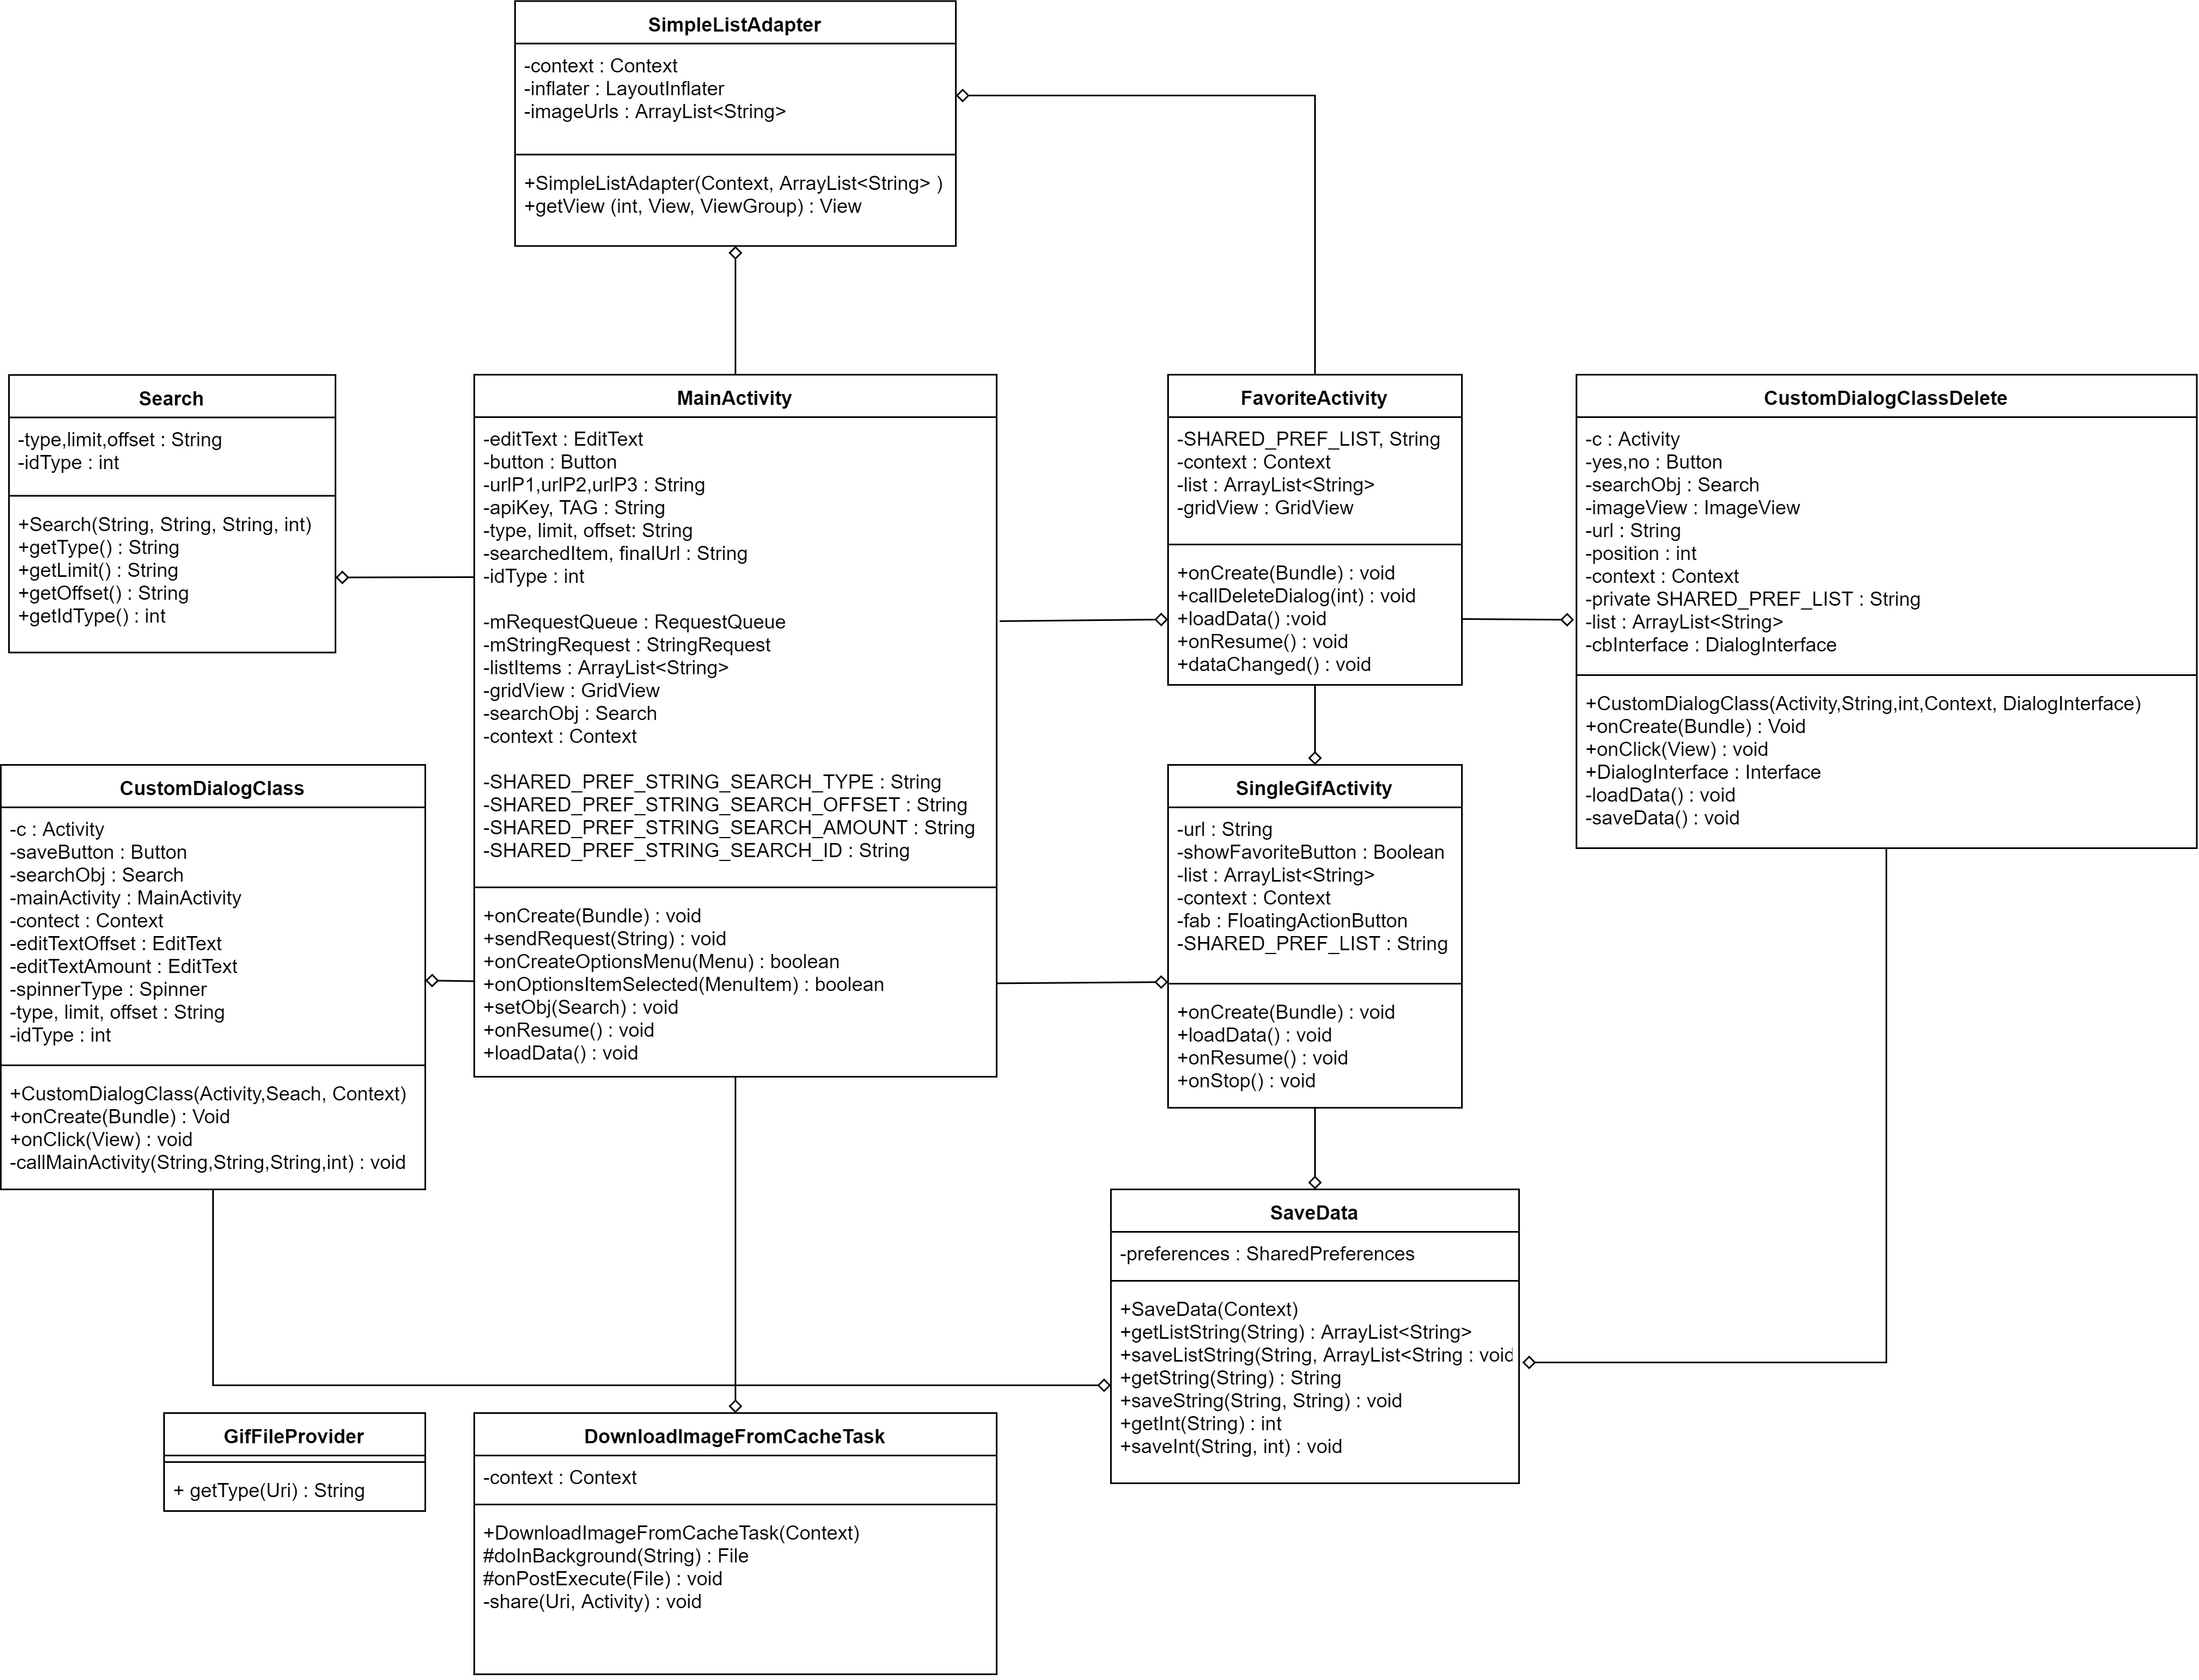 SimpleListAdapter
-context : Context
-inflater : LayoutInflater
-imageUrls : ArrayList<String>
+SimpleListAdapter(Context, ArrayList<String> )
+getView (int, View, ViewGroup) : View
Search
-type,limit,offset : String
-idType : int
+Search(String, String, String, int)
+getType() : String
+getLimit() : String
+getOffset() : String
+getIdType() : int
MainActivity
-editText : EditText
-button : Button
-urlP1,urlP2,urlP3 : String
-apiKey, TAG : String
-type, limit, offset: String
-searchedItem, finalUrl : String
-idType : int
-mRequestQueue : RequestQueue
-mStringRequest : StringRequest
-listItems : ArrayList<String>
-gridView : GridView
-searchObj : Search
-context : Context
-SHARED_PREF_STRING_SEARCH_TYPE : String
-SHARED_PREF_STRING_SEARCH_OFFSET : String
-SHARED_PREF_STRING_SEARCH_AMOUNT : String
-SHARED_PREF_STRING_SEARCH_ID : String
+onCreate(Bundle) : void
+sendRequest(String) : void
+onCreateOptionsMenu(Menu) : boolean
+onOptionsItemSelected(MenuItem) : boolean
+setObj(Search) : void
+onResume() : void
+loadData() : void
FavoriteActivity
-SHARED_PREF_LIST, String
-context : Context
-list : ArrayList<String>
-gridView : GridView
+onCreate(Bundle) : void
+callDeleteDialog(int) : void
+loadData() :void
+onResume() : void
+dataChanged() : void
CustomDialogClassDelete
-c : Activity
-yes,no : Button
-searchObj : Search
-imageView : ImageView
-url : String
-position : int
-context : Context
-private SHARED_PREF_LIST : String
-list : ArrayList<String>
-cbInterface : DialogInterface
+CustomDialogClass(Activity,String,int,Context, DialogInterface)
+onCreate(Bundle) : Void
+onClick(View) : void
+DialogInterface : Interface
-loadData() : void
-saveData() : void
CustomDialogClass
-c : Activity
-saveButton : Button
-searchObj : Search
-mainActivity : MainActivity
-contect : Context
-editTextOffset : EditText
-editTextAmount : EditText
-spinnerType : Spinner
-type, limit, offset : String
-idType : int
+CustomDialogClass(Activity,Seach, Context)
+onCreate(Bundle) : Void
+onClick(View) : void
-callMainActivity(String,String,String,int) : void
SingleGifActivity
-url : String
-showFavoriteButton : Boolean
-list : ArrayList<String>
-context : Context
-fab : FloatingActionButton
-SHARED_PREF_LIST : String
+onCreate(Bundle) : void
+loadData() : void
+onResume() : void
+onStop() : void
SaveData
-preferences : SharedPreferences
+SaveData(Context)
+getListString(String) : ArrayList<String>
+saveListString(String, ArrayList<String : void
+getString(String) : String
+saveString(String, String) : void
+getInt(String) : int
+saveInt(String, int) : void
GifFileProvider
+ getType(Uri) : String
DownloadImageFromCacheTask
-context : Context
+DownloadImageFromCacheTask(Context)
#doInBackground(String) : File
#onPostExecute(File) : void
-share(Uri, Activity) : void